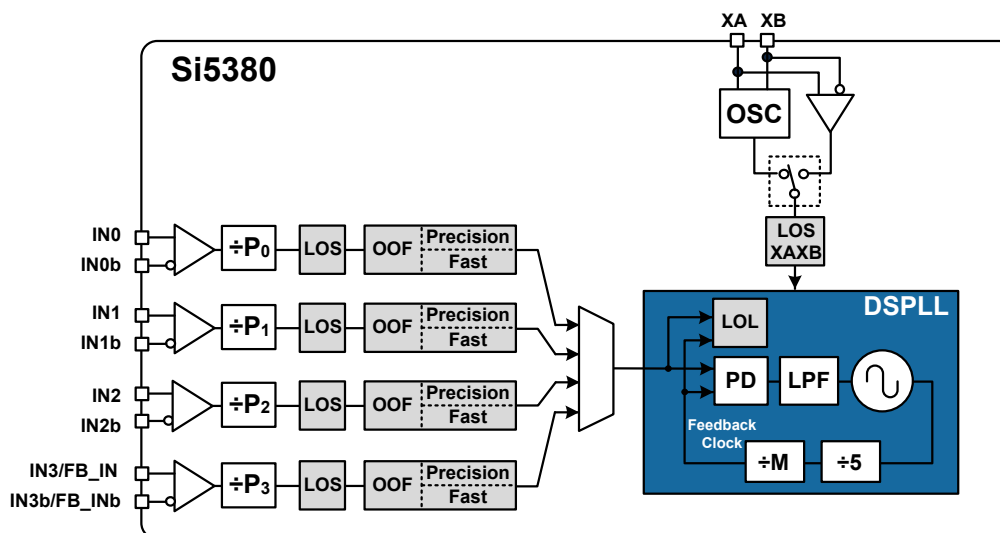 XA XB
Si5380
OSC
LOS
XAXB
IN0
IN0b
÷P0
LOS
OOF
Precision
Fast
IN1
IN1b
÷P1
LOS
OOF
Precision
Fast
IN2
IN2b
÷P2
LOS
OOF
Precision
Fast
IN3/FB_IN
IN3b/FB_INb
÷P3
LOS
OOF
Precision
Fast
DSPLL
LOL
PD
LPF
Feedback
Clock
÷M
÷5